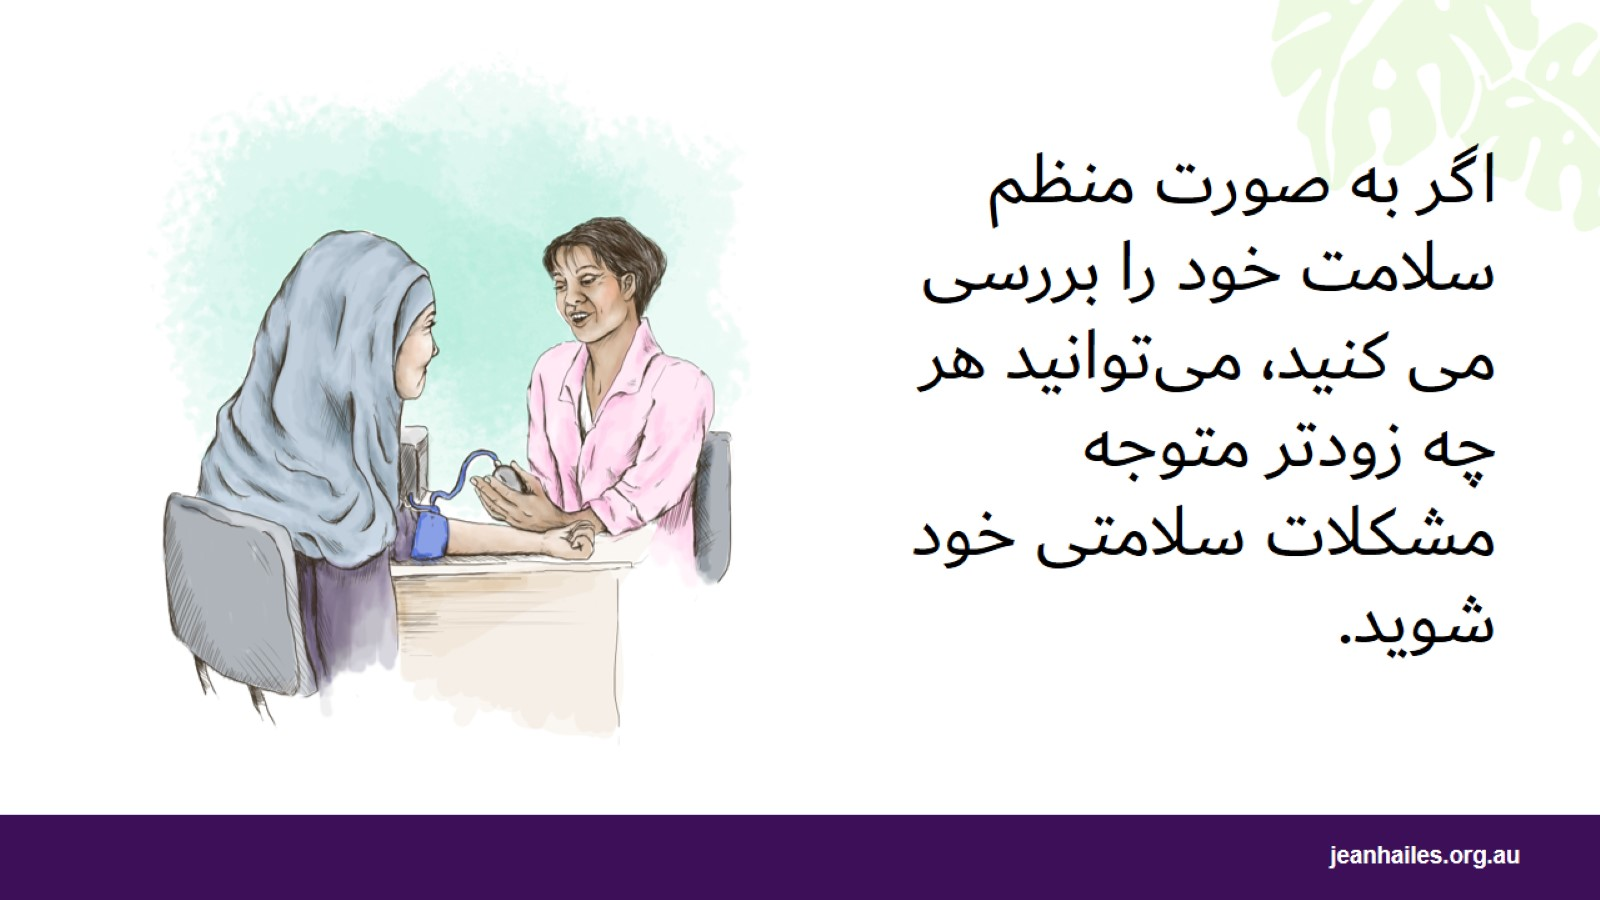 اگر به صورت منظم
سلامت خود را بررسی
می کنید، می‌توانید هر
چه زودتر متوجه
مشکلات سلامتی خود
شوید.
jeanhailes.org.au